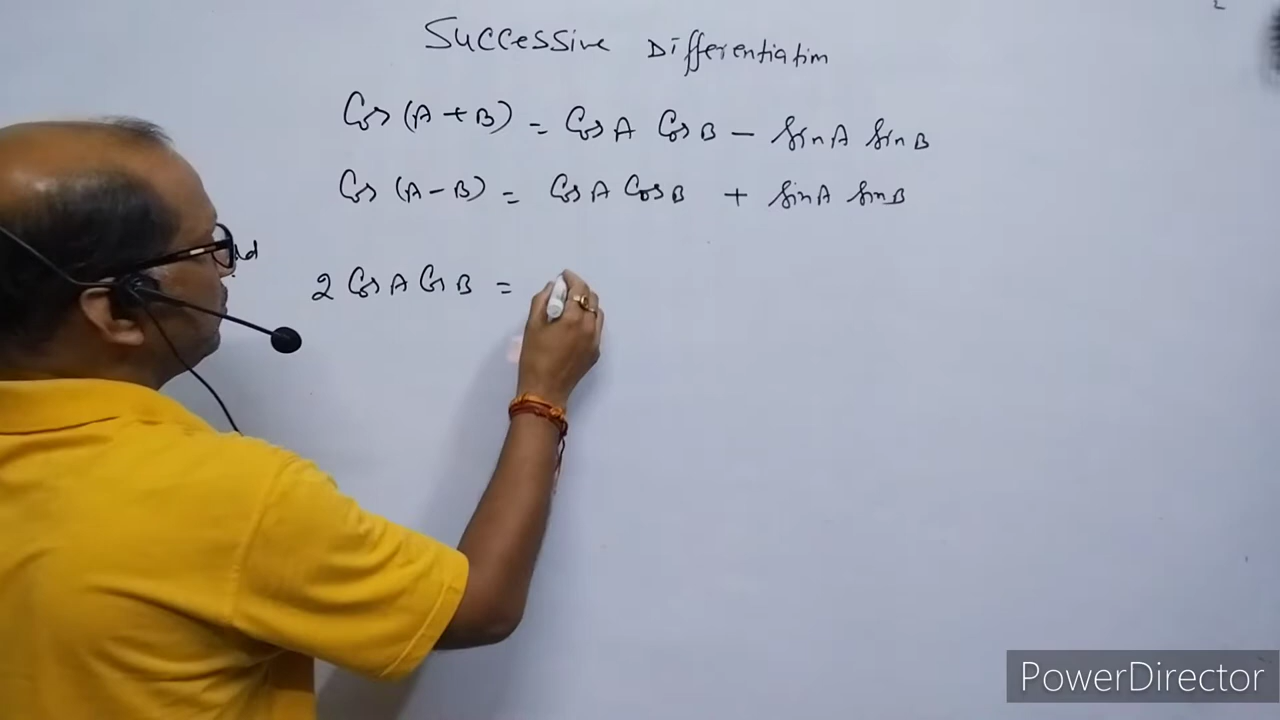 Successive Differentiation
Cos (A + B) = Cos A Cos B - Sin A Sin B
Cos (A - B) = Cos A Cos B + Sin A Sin B
2 Cos A Cos B =
PowerDirector